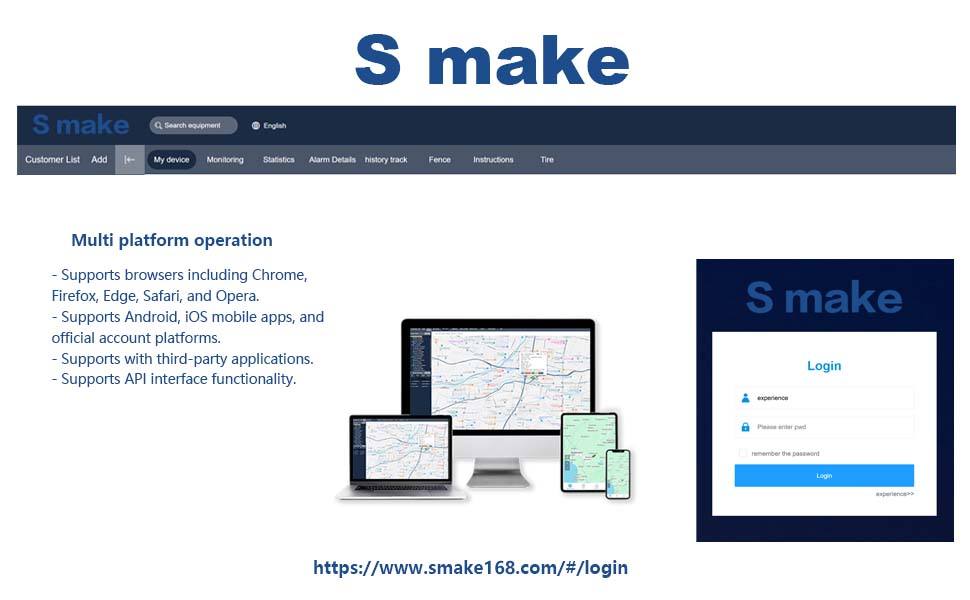 S make
S make
Search equipment
English
Customer List
Add
My device
Monitoring
Statistics
Alarm Details
history track
Fence
Instructions
Tire
Multi platform operation
- Supports browsers including Chrome,
Firefox, Edge, Safari, and Opera.
- Supports Android, iOS mobile apps, and
official account platforms.
- Supports with third-party applications.
- Supports API interface functionality.
S make
Login
experience
Please enter pwd
remember the password
Login
experience>>
https://www.smake168.com/#/login